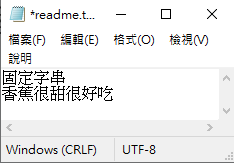 *readme.t...
檔案(F) 編輯(E) 格式(O) 檢視(V)
說明
固定字串
香蕉很甜很好吃
Windows (CRLF) UTF-8